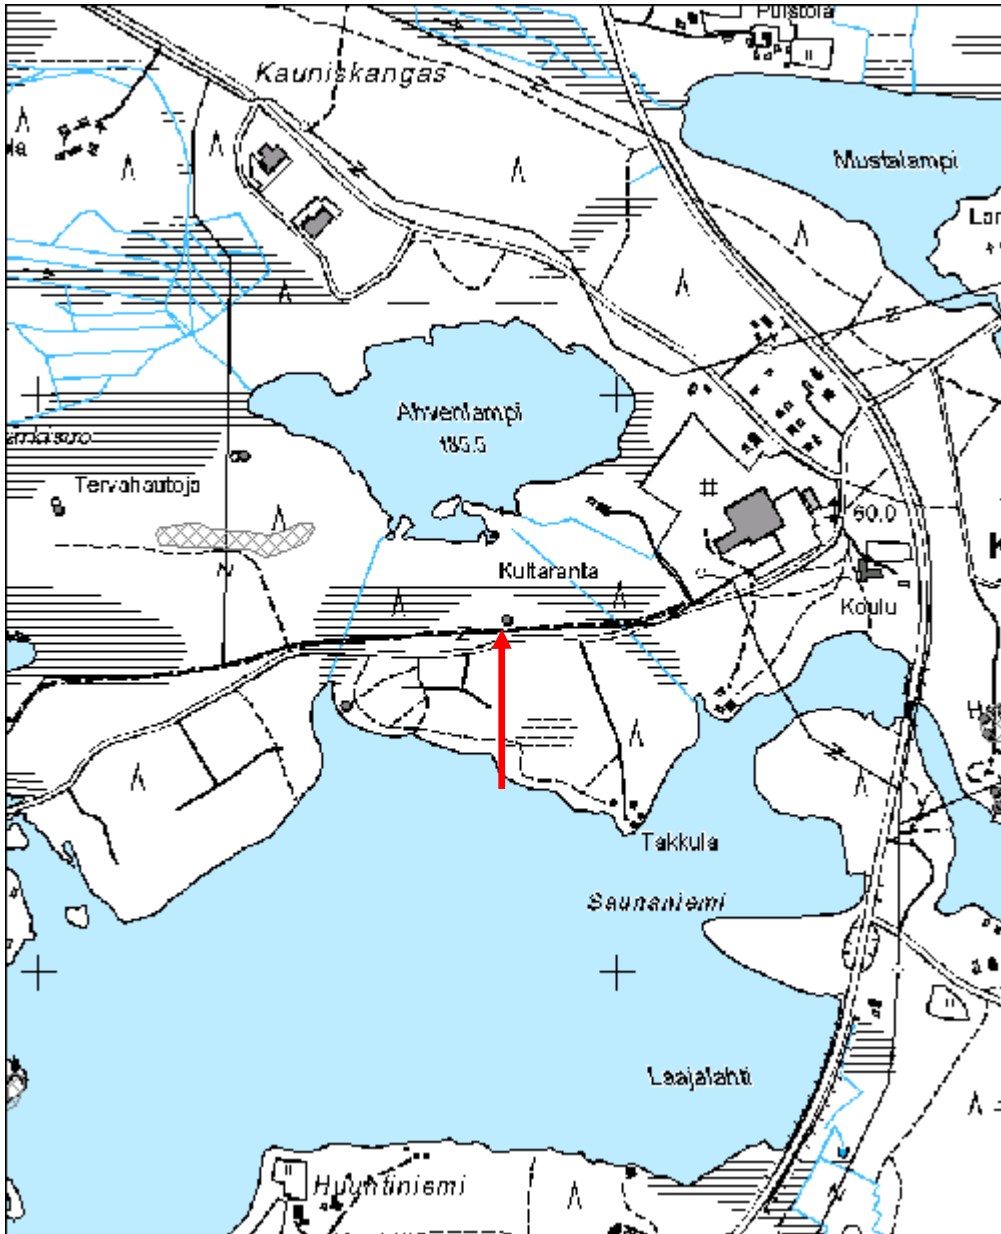 Puistola
Kauniskangas
Mustalampi
Ahvenlampi
185.5
Tervahautoja
60.0
Kultaranta
Koulu
Takkula
Saunaniemi
Laajalahti
Huuhtiniemi